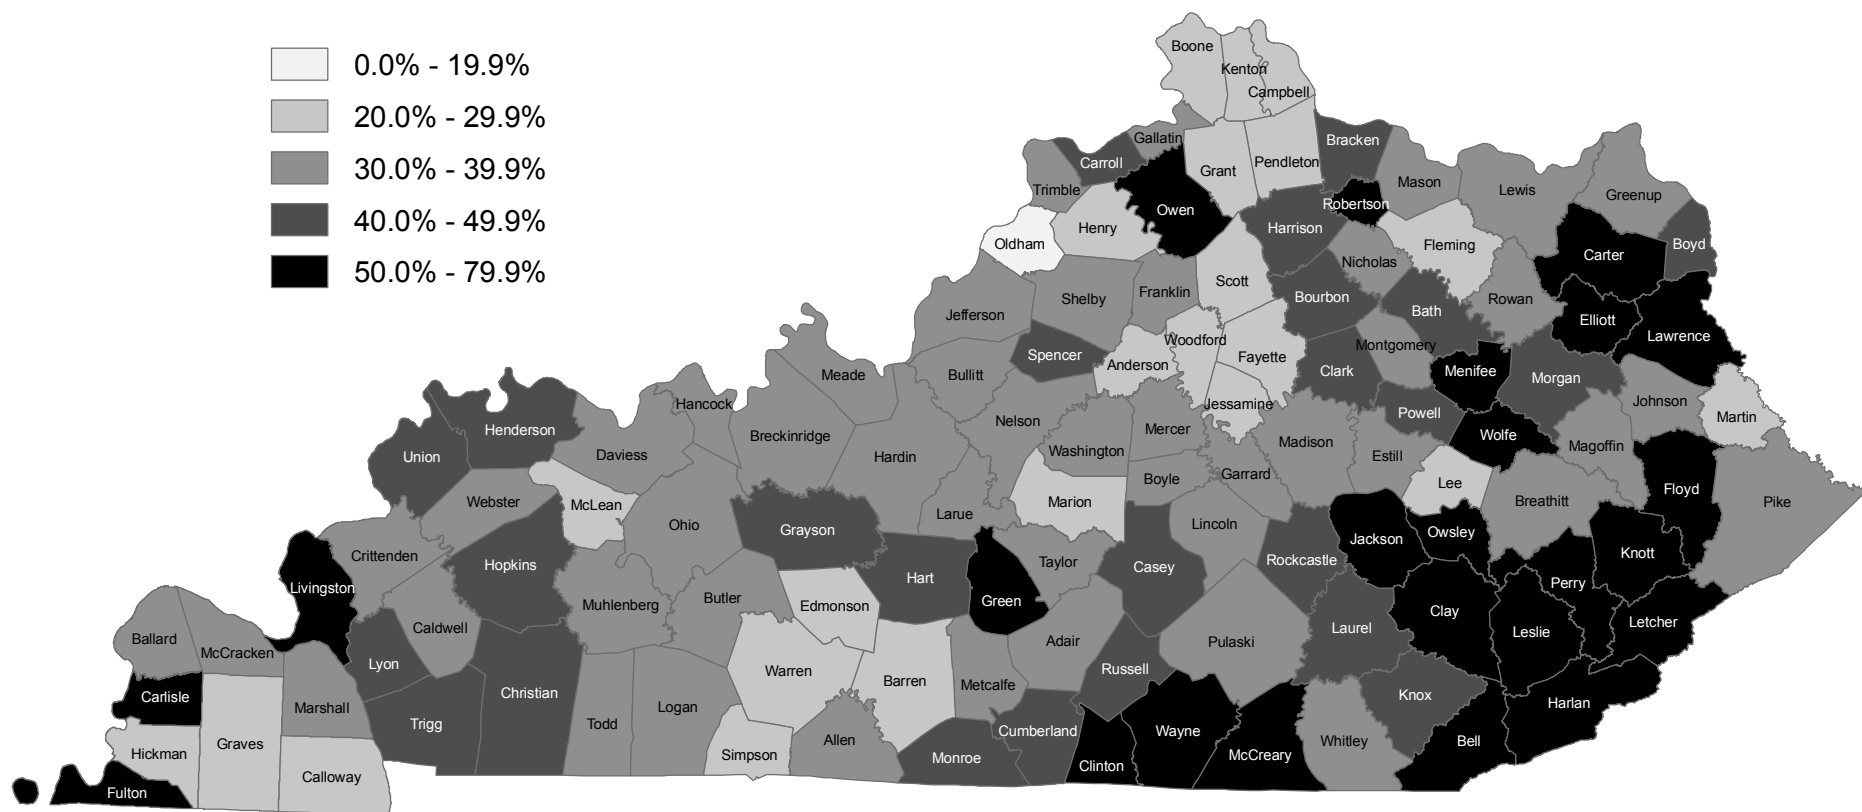 0.0% - 19.9%
20.0% - 29.9%
30.0% - 39.9%
40.0% - 49.9%
50.0% - 79.9%
Boone
Kenton
Campbell
Gallatin
Carroll
Trimble
Owen
Grant
Pendleton
Bracken
Robertson
Mason
Lewis
Greenup
Oldham
Henry
Harrison
Nicholas
Fleming
Carter
Boyd
Jefferson
Shelby
Franklin
Scott
Bourbon
Bath
Rowan
Elliott
Lawrence
Spencer
Anderson
Woodford
Fayette
Clark
Montgomery
Menifee
Morgan
Johnson
Martin
Meade
Bullitt
Jessamine
Powell
Wolfe
Magoffin
Hancock
Breckinridge
Hardin
Nelson
Washington
Mercer
Madison
Estill
Henderson
Union
Daviess
Boyle
Garrard
Lee
Breathitt
Floyd
Pike
Webster
McLean
Ohio
Grayson
Larue
Marion
Lincoln
Jackson
Owsley
Knott
Crittenden
Livingston
Hopkins
Hart
Green
Taylor
Casey
Rockcastle
Perry
Clay
Leslie
Letcher
Muhlenberg
Butler
Edmonson
Ballard
McCracken
Caldwell
Lyon
Adair
Pulaski
Laurel
Warren
Barren
Metcalfe
Russell
Knox
Harlan
Carlisle
Marshall
Christian
Trigg
Todd
Logan
Hickman
Graves
Calloway
Fulton
Simpson
Allen
Monroe
Cumberland
Clinton
Wayne
McCreary
Whitley
Bell